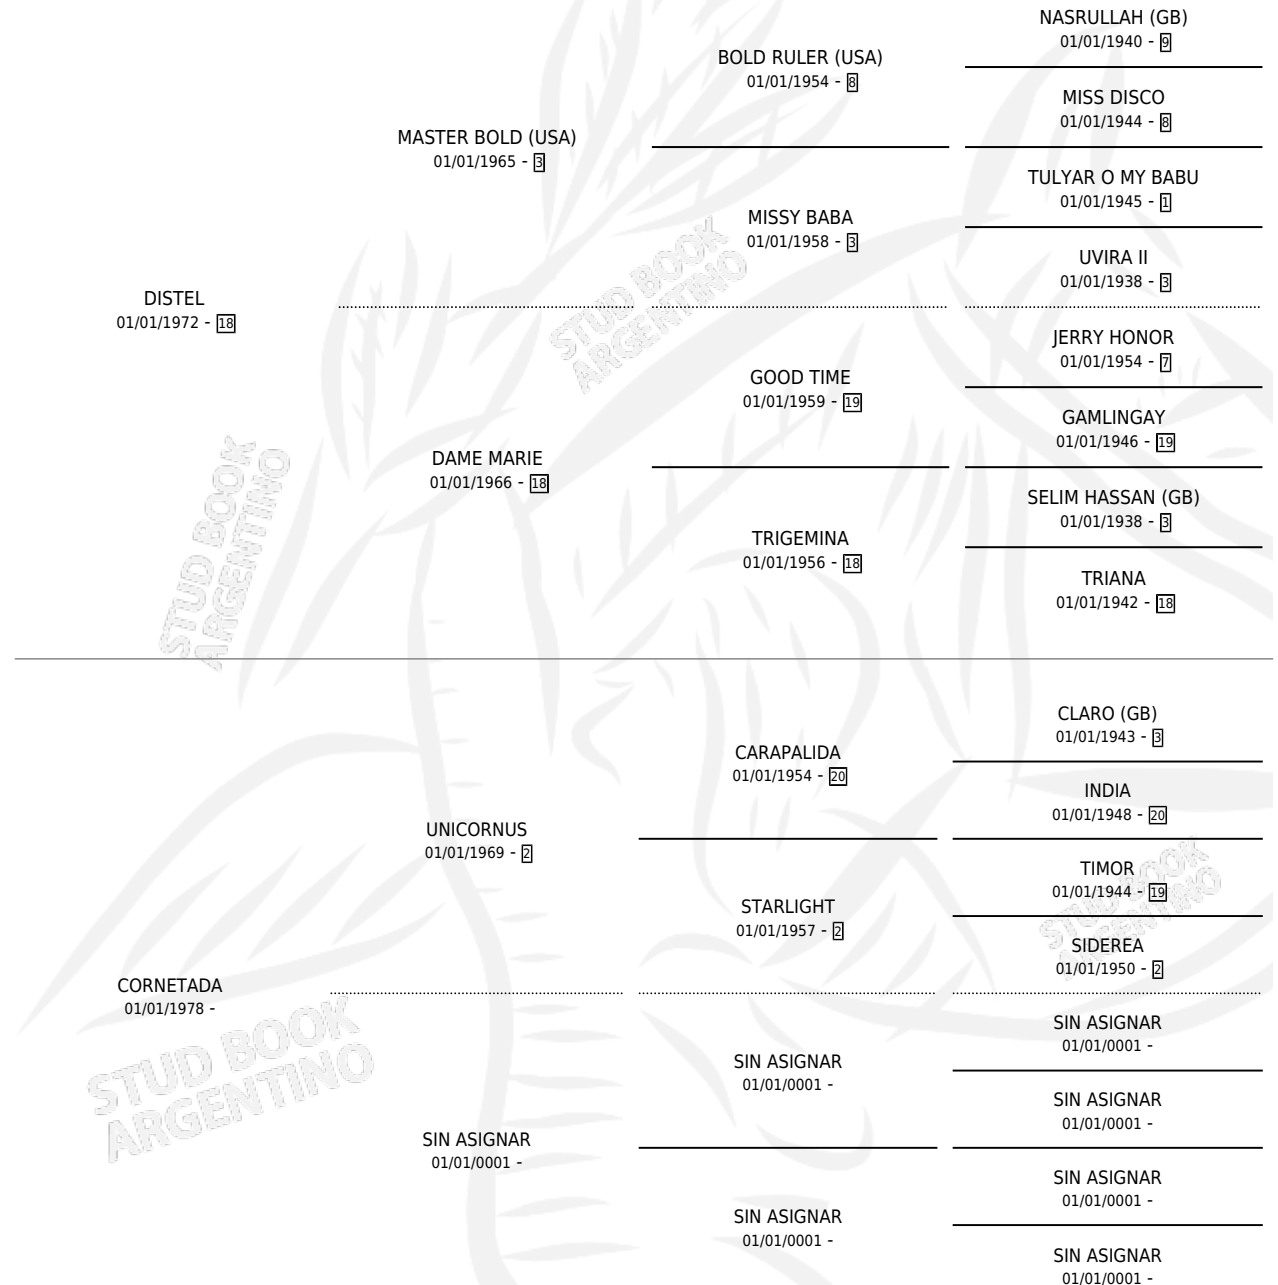 NASRULLAH (GB)
01/01/1940 - 9
BOLD RULER (USA)
01/01/1954 - 8
MISS DISCO
01/01/1944 - 8
MASTER BOLD (USA)
01/01/1965 - 3
TULYAR O MY BABU
01/01/1945 - 1
MISSY BABA
01/01/1958 - 3
UVIRA II
01/01/1938 - 3
DISTEL
01/01/1972 - 18
JERRY HONOR
01/01/1954 - 7
GOOD TIME
01/01/1959 - 19
GAMLINGAY
01/01/1946 - 19
DAME MARIE
01/01/1966 - 18
SELIM HASSAN (GB)
01/01/1938 - 3
TRIGEMINA
01/01/1956 - 18
TRIANA
01/01/1942 - 18
CLARO (GB)
01/01/1943 - 3
CARAPALIDA
01/01/1954 - 20
INDIA
01/01/1948 - 20
UNICORNUS
01/01/1969 - 2
TIMOR
01/01/1944 - 19
STARLIGHT
01/01/1957 - 2
SIDEREA
01/01/1950 - 2
CORNETADA
01/01/1978 -
SIN ASIGNAR
01/01/0001 -
SIN ASIGNAR
01/01/0001 -
SIN ASIGNAR
01/01/0001 -
SIN ASIGNAR
01/01/0001 -
SIN ASIGNAR
01/01/0001 -
SIN ASIGNAR
01/01/0001 -
SIN ASIGNAR
01/01/0001 -
STUD BOOK
ARGENTINO
STUD BOOK
ARGENTINO
STUD BOOK
ARGENTINO
STUD BOOK
ARGENTINO